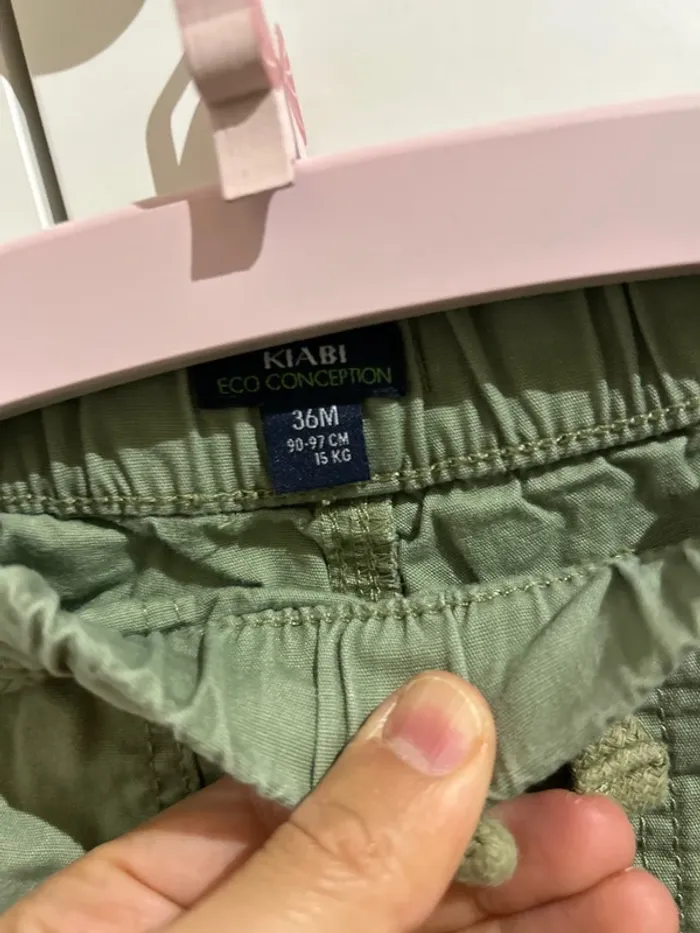 KIABI
ECO CONCEPTION
36M
90-97 CM
15 KG